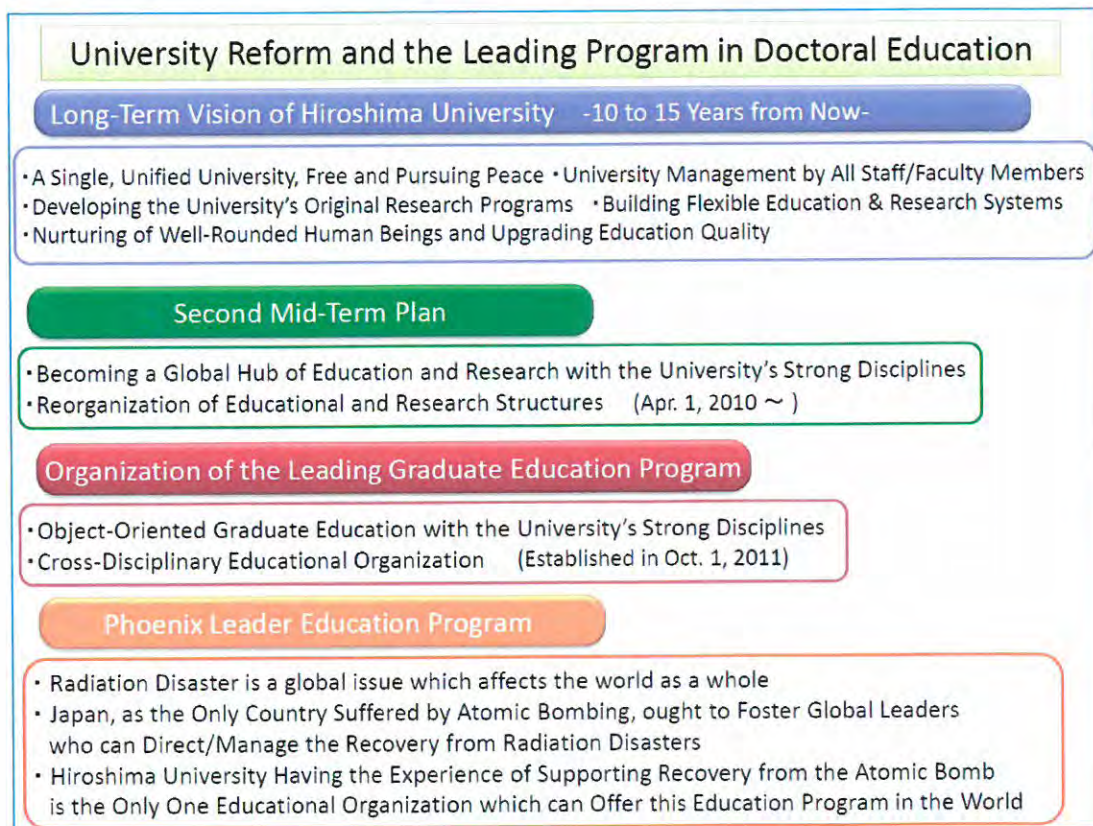 University Reform and the Leading Program in Doctoral Education
Long-Term Vision of Hiroshima University -10 to 15 Years from Now-
・A Single, Unified University, Free and Pursuing Peace ・University Management by All Staff/Faculty Members
・Developing the University's Original Research Programs ・Building Flexible Education & Research Systems
・Nurturing of Well-Rounded Human Beings and Upgrading Education Quality
Second Mid-Term Plan
・Becoming a Global Hub of Education and Research with the University's Strong Disciplines
・Reorganization of Educational and Research Structures (Apr. 1, 2010 ～ )
Organization of the Leading Graduate Education Program
・Object-Oriented Graduate Education with the University's Strong Disciplines
・Cross-Disciplinary Educational Organization (Established in Oct. 1, 2011)
Phoenix Leader Education Program
・ Radiation Disaster is a global issue which affects the world as a whole
・ Japan, as the Only Country Suffered by Atomic Bombing, ought to Foster Global Leaders
who can Direct/Manage the Recovery from Radiation Disasters
・ Hiroshima University Having the Experience of Supporting Recovery from the Atomic Bomb
is the Only One Educational Organization which can Offer this Education Program in the World